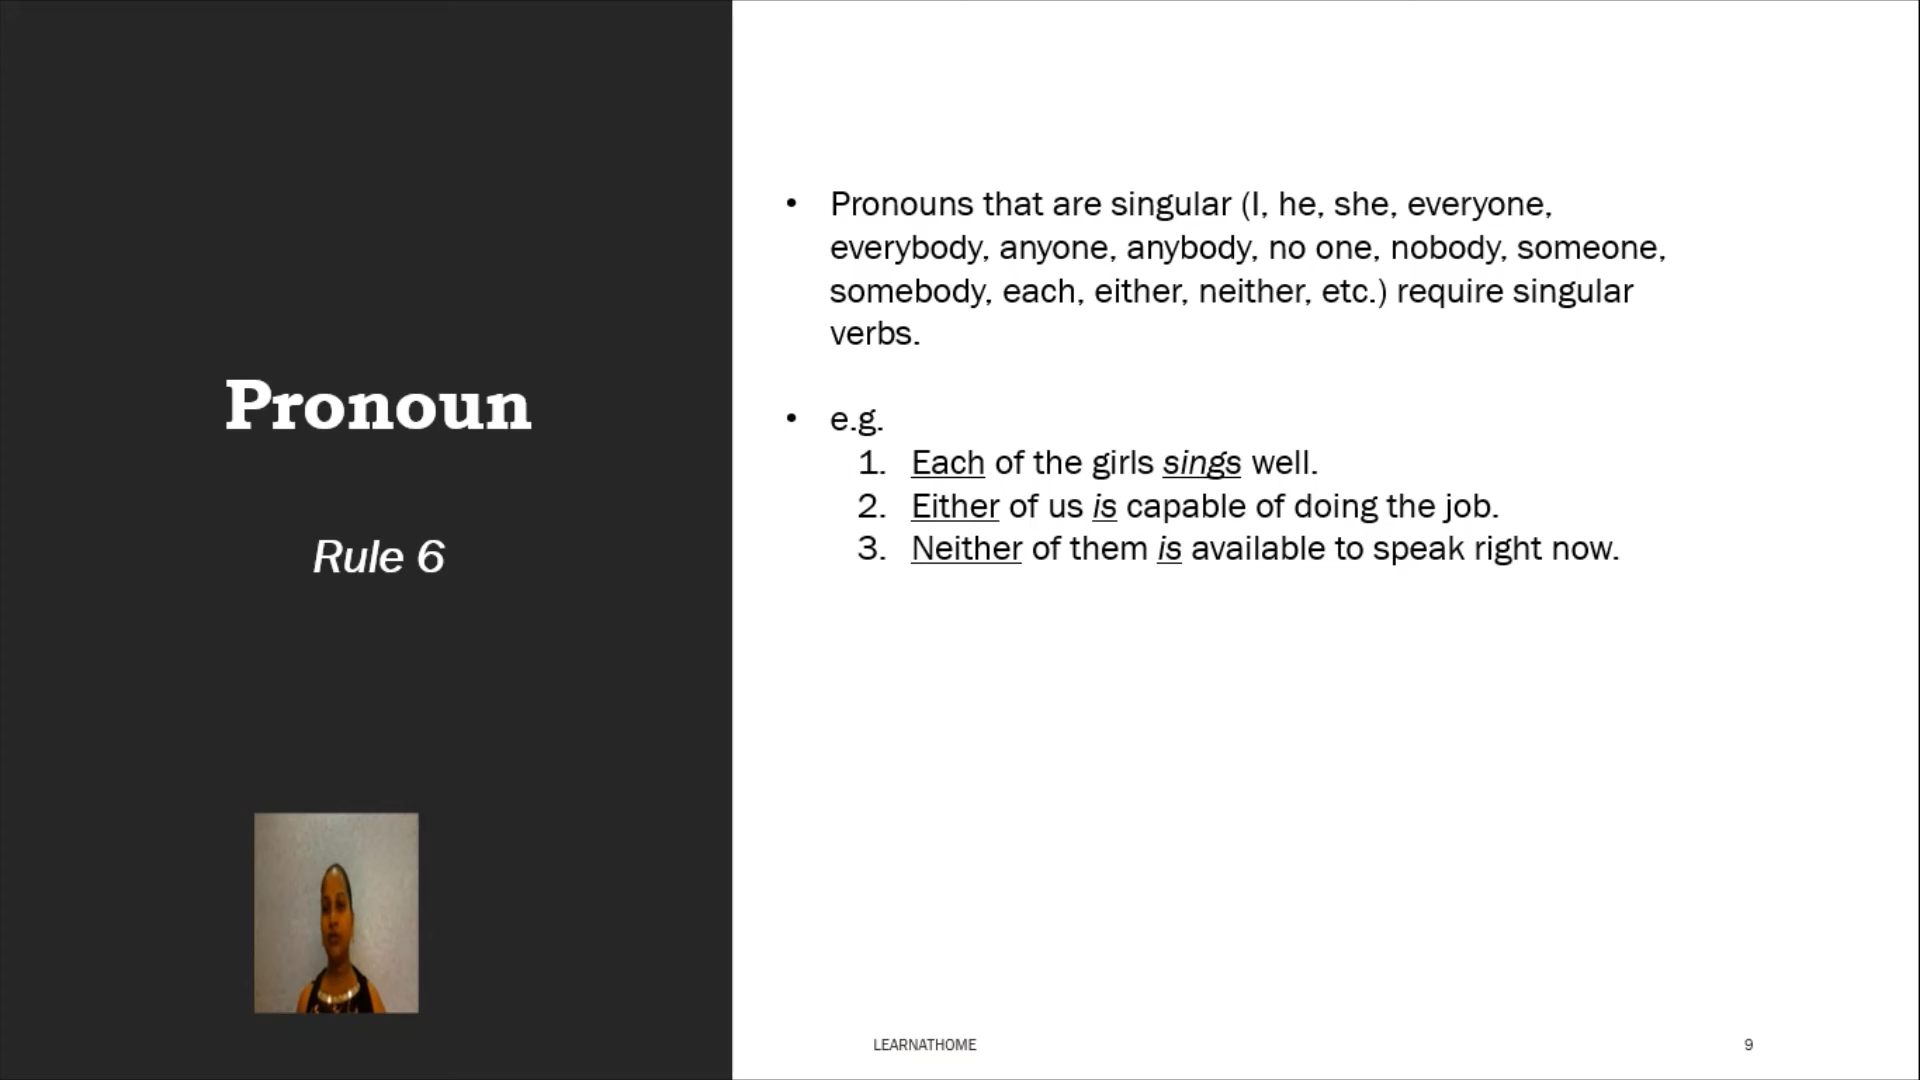 Pronoun
Rule 6
• Pronouns that are singular (I, he, she, everyone,
everybody, anyone, anybody, no one, nobody, someone,
somebody, each, either, neither, etc.) require singular
verbs.
• e.g.
1. Each of the girls sings well.
2. Either of us is capable of doing the job.
3. Neither of them is available to speak right now.
LEARNATHOME
9